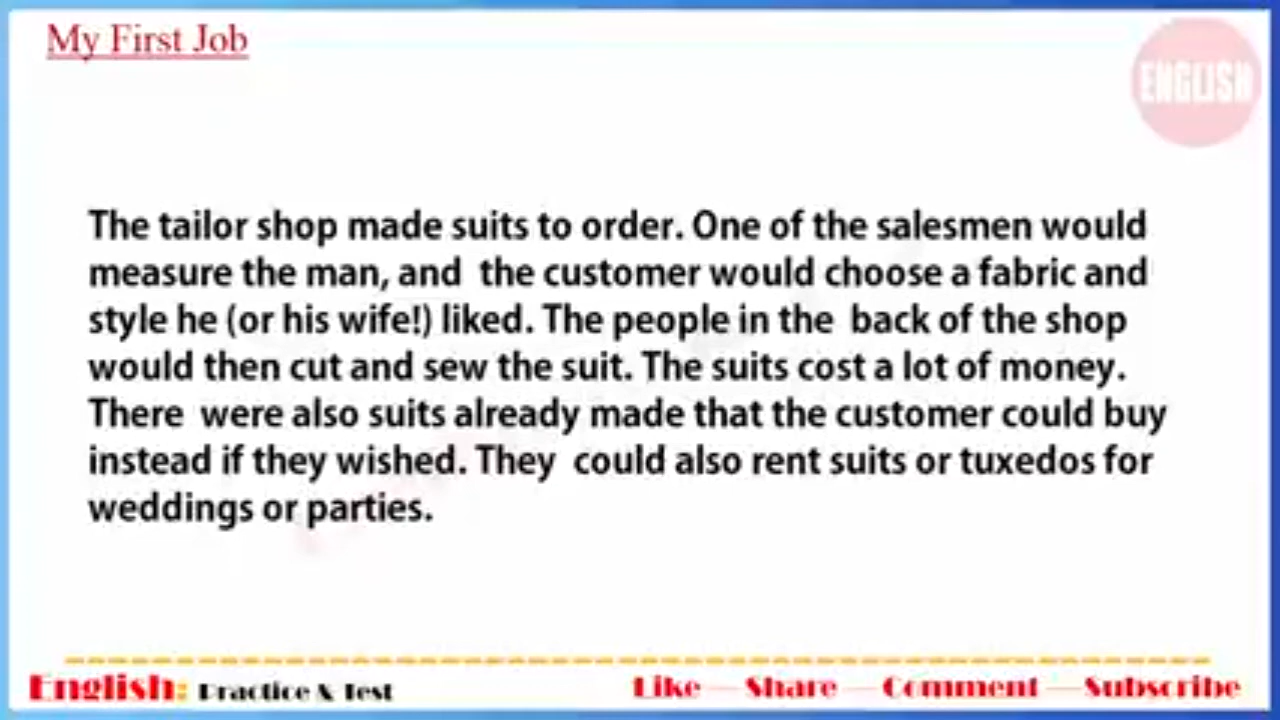 My First Job
ENGLISH
The tailor shop made suits to order. One of the salesmen would
measure the man, and the customer would choose a fabric and
style he (or his wife!) liked. The people in the back of the shop
would then cut and sew the suit. The suits cost a lot of money.
There were also suits already made that the customer could buy
instead if they wished. They could also rent suits or tuxedos for
weddings or parties.
English: Practice & Test
Like — Share — Comment — Subscribe